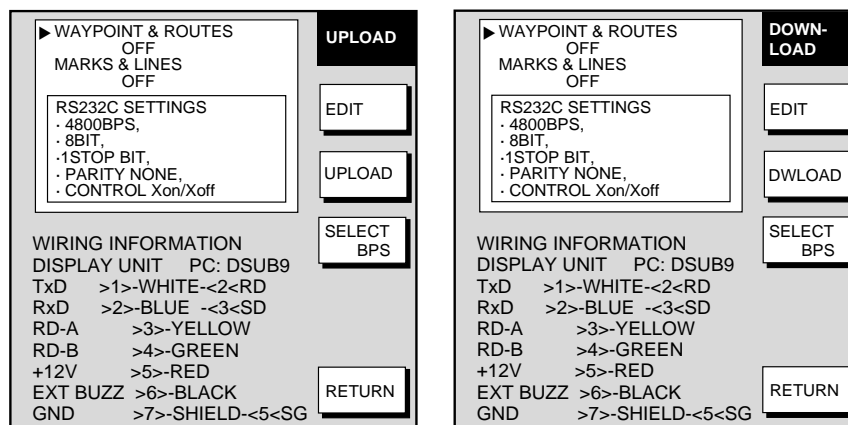 ▶ WAYPOINT & ROUTES
OFF
MARKS & LINES
OFF
RS232C SETTINGS
· 4800BPS,
· 8BIT,
·1STOP BIT,
· PARITY NONE,
· CONTROL Xon/Xoff
WIRING INFORMATION
DISPLAY UNIT PC: DSUB9
TxD >1>-WHITE-<2<RD
RxD >2>-BLUE -<3<SD
RD-A >3>-YELLOW
RD-B >4>-GREEN
+12V >5>-RED
EXT BUZZ >6>-BLACK
GND >7>-SHIELD-<5<SG
UPLOAD
EDIT
UPLOAD
SELECT
BPS
RETURN
▶ WAYPOINT & ROUTES
OFF
MARKS & LINES
OFF
RS232C SETTINGS
· 4800BPS,
· 8BIT,
·1STOP BIT,
· PARITY NONE,
· CONTROL Xon/Xoff
WIRING INFORMATION
DISPLAY UNIT PC: DSUB9
TxD >1>-WHITE-<2<RD
RxD >2>-BLUE -<3<SD
RD-A >3>-YELLOW
RD-B >4>-GREEN
+12V >5>-RED
EXT BUZZ >6>-BLACK
GND >7>-SHIELD-<5<SG
DOWN-
LOAD
EDIT
DWLOAD
SELECT
BPS
RETURN